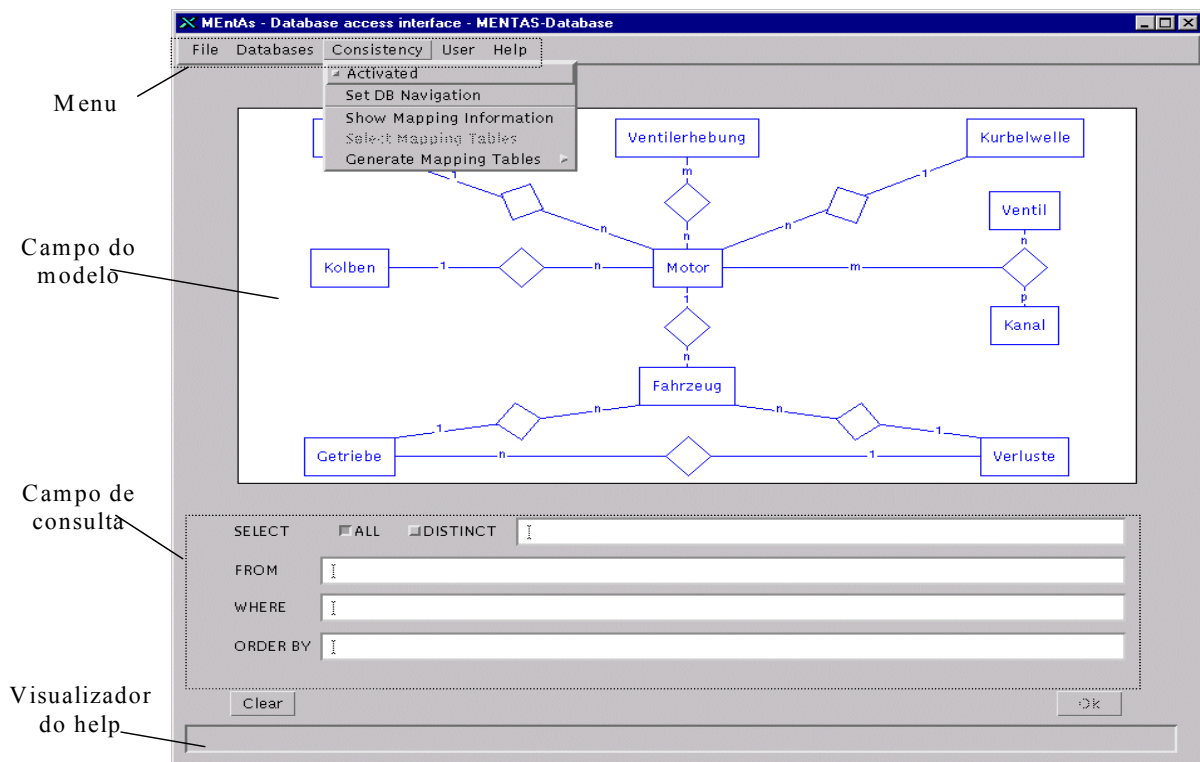 MEntAs - Database access interface - MENTAS-Database
File Databases Consistency User Help
Activated
Set DB Navigation
Show Mapping Information
Select Mapping Tables
Generate Mapping Tables
Menu
Campo do
modelo
Campo de
consulta
Visualizador
do help
Ventilerhebung
Kurbelwelle
1
m
1
Ventil
n
n
n
n
Kolben
1
n
Motor
m
1
p
Kanal
n
Fahrzeug
n
n
1
1
Getriebe
n
1
Verluste
SELECT ALL DISTINCT
FROM
WHERE
ORDER BY
Clear
Ok